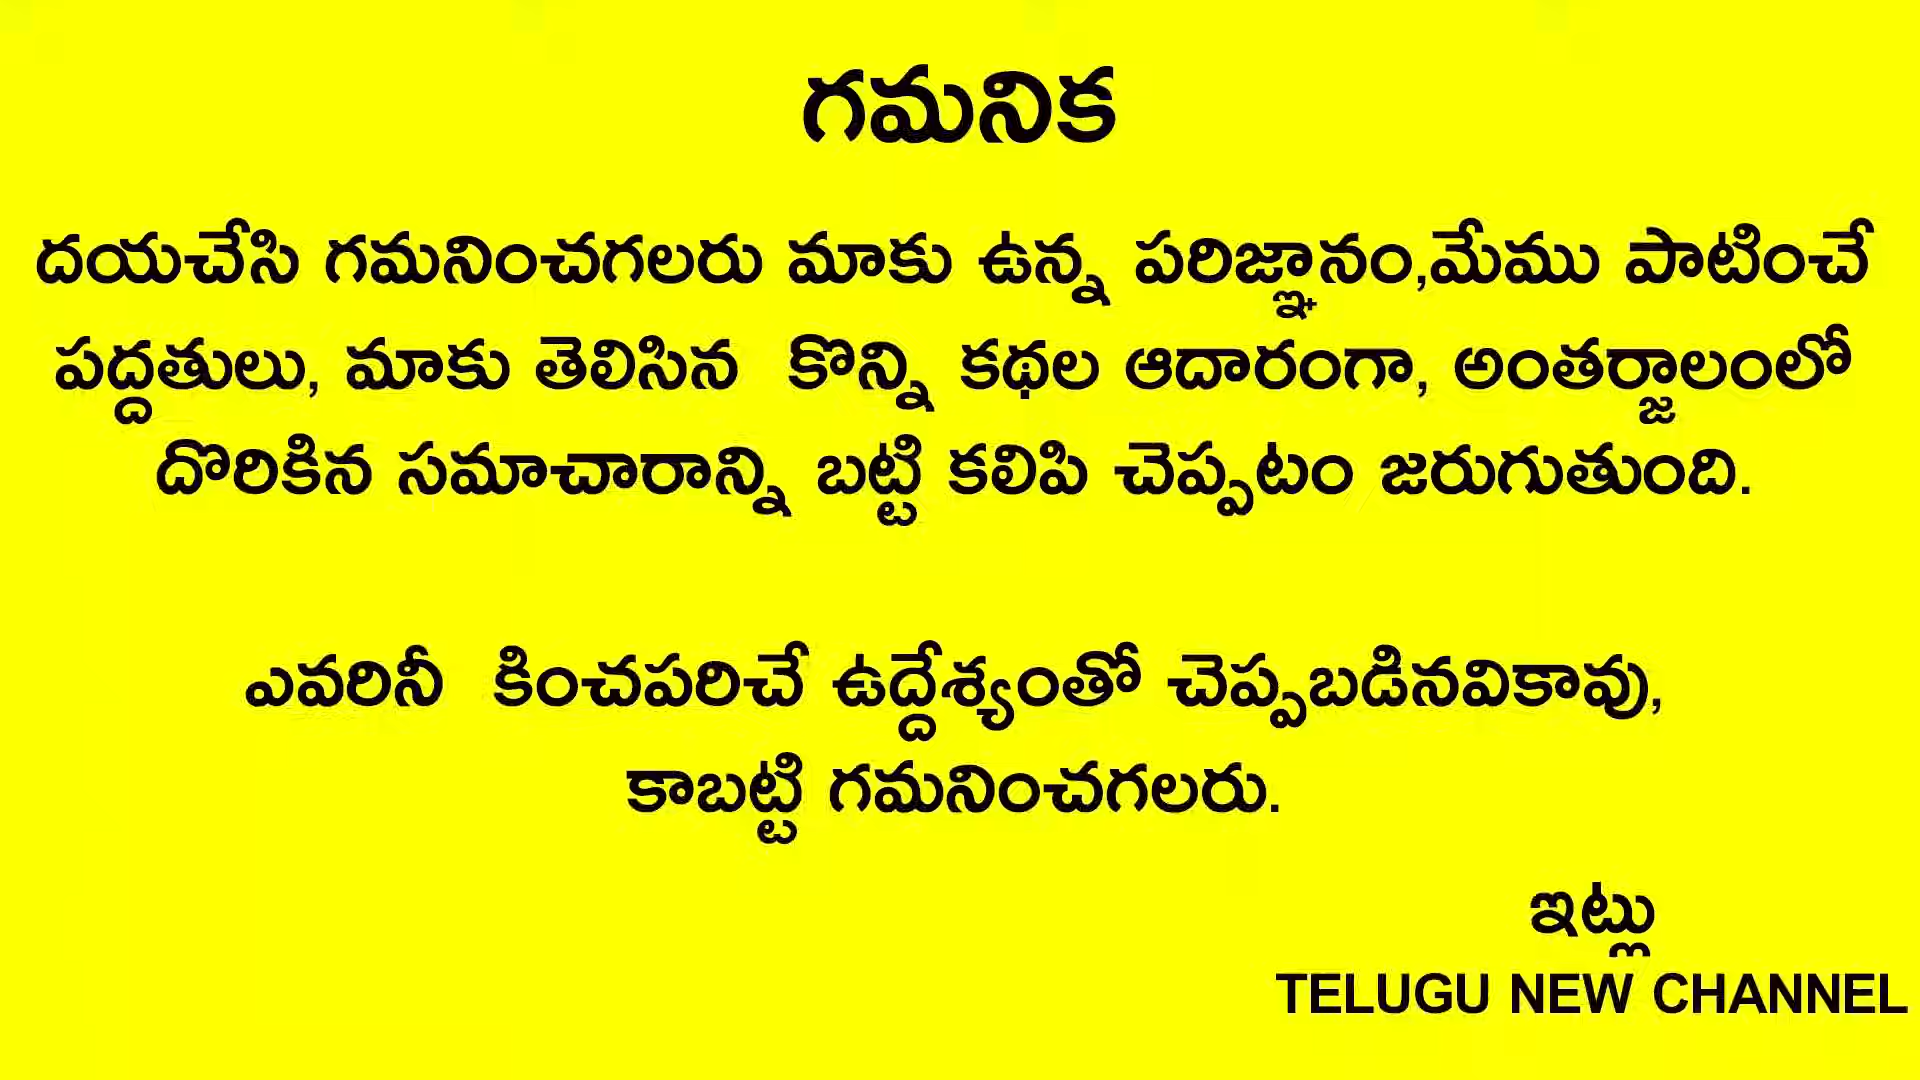 గమనిక
దయచేసి గమనించగలరు మాకు ఉన్న పరిజ్ఞానం,మేము పాటించే
పద్దతులు, మాకు తెలిసిన కొన్ని కథల ఆదారంగా, అంతర్జాలంలో
దొరికిన సమాచారాన్ని బట్టి కలిపి చెప్పటం జరుగుతుంది.
ఎవరినీ కించపరిచే ఉద్దేశ్యంతో చెప్పబడినవికావు,
కాబట్టి గమనించగలరు.
ఇట్లు
TELUGU NEW CHANNEL